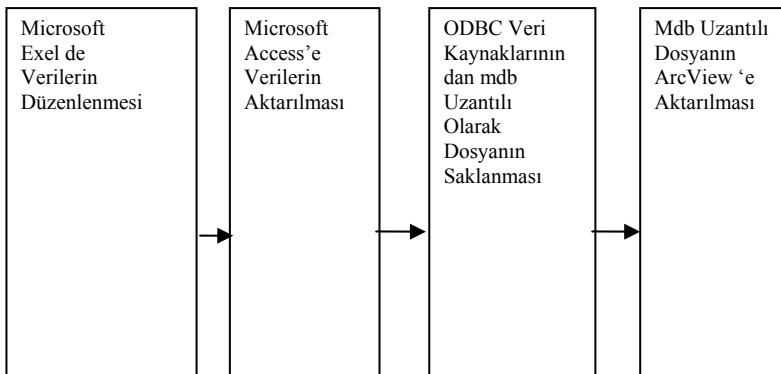 Microsoft
Exel de
Verilerin
Düzenlenmesi
Microsoft
Access’e
Verilerin
Aktarılması
ODBC Veri
Kaynaklarının
dan mdb
Uzantılı
Olarak
Dosyanın
Saklanması
Mdb Uzantılı
Dosyanın
ArcView ‘e
Aktarılması